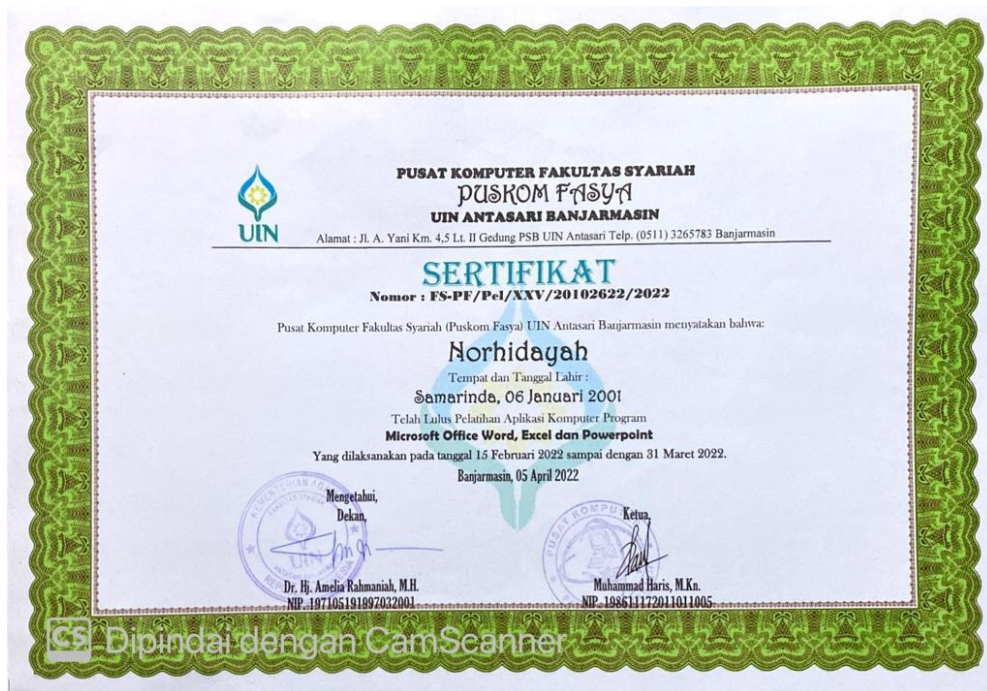 PUSAT KOMPUTER FAKULTAS SYARIAH
PUSKOM FASYA
UIN ANTASARI BANJARMASIN
UIN
Alamat : Jl. A. Yani Km. 4,5 Lt. II Gedung PSB UIN Antasari Telp. (0511) 3265783 Banjarmasin
SERTIFIKAT
Nomor : FS-PF/Pel/XXV/20102622/2022
Pusat Komputer Fakultas Syariah (Puskom Fasya) UIN Antasari Banjarmasin menyatakan bahwa:
Norhidayah
Tempat dan Tanggal Lahir :
Samarinda, 06 Januari 2001
Telah Lulus Pelatihan Aplikasi Komputer Program
Microsoft Office Word, Excel dan Powerpoint
Yang dilaksanakan pada tanggal 15 Februari 2022 sampai dengan 31 Maret 2022.
Banjarmasin, 05 April 2022
Mengetahui,
Dekan,
KEMENTERIAN AGAMA
UIN
Dr. Hj. Amelia Rahmaniah, M.H.
NIP. 197105191997032001
Ketua,
PUSAT KOMPU
Muhammad Haris, M.Kn.
NIP. 198611172011011005
CS Dipindai dengan CamScanner